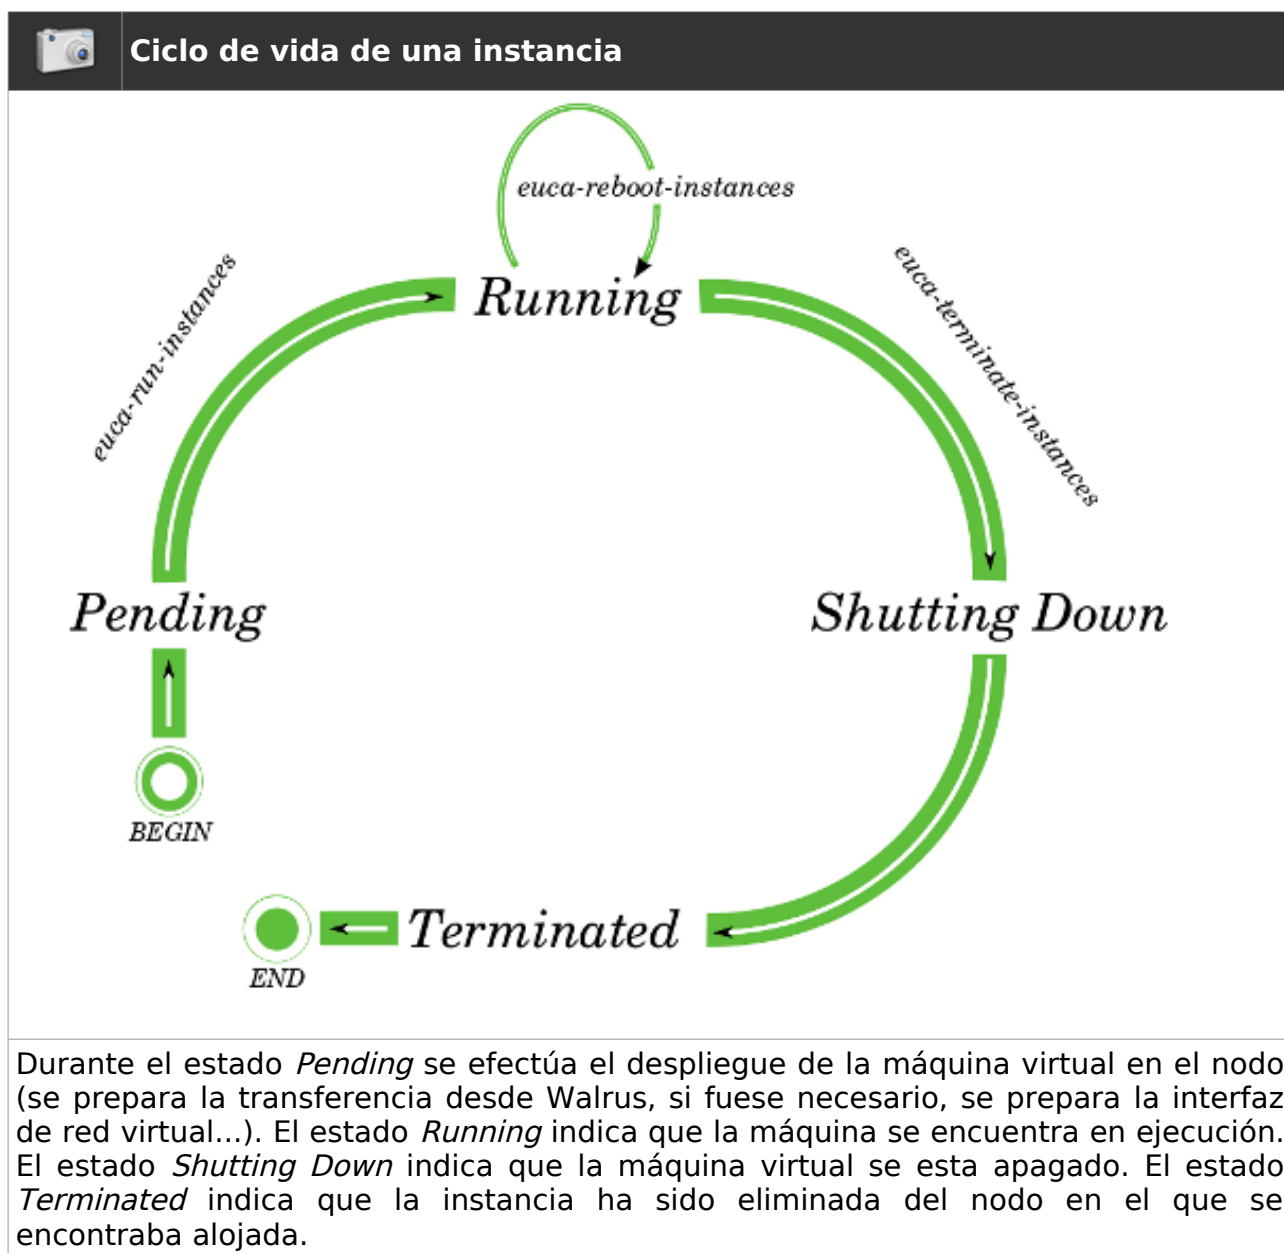 Ciclo de vida de una instancia
euca-reboot-instances
euca-run-instances
euca-terminate-instances
Running
Pending
Shutting Down
BEGIN
Terminated
END
Durante el estado Pending se efectúa el despliegue de la máquina virtual en el nodo
(se prepara la transferencia desde Walrus, si fuese necesario, se prepara la interfaz
de red virtual...). El estado Running indica que la máquina se encuentra en ejecución.
El estado Shutting Down indica que la máquina virtual se esta apagado. El estado
Terminated indica que la instancia ha sido eliminada del nodo en el que se
encontraba alojada.